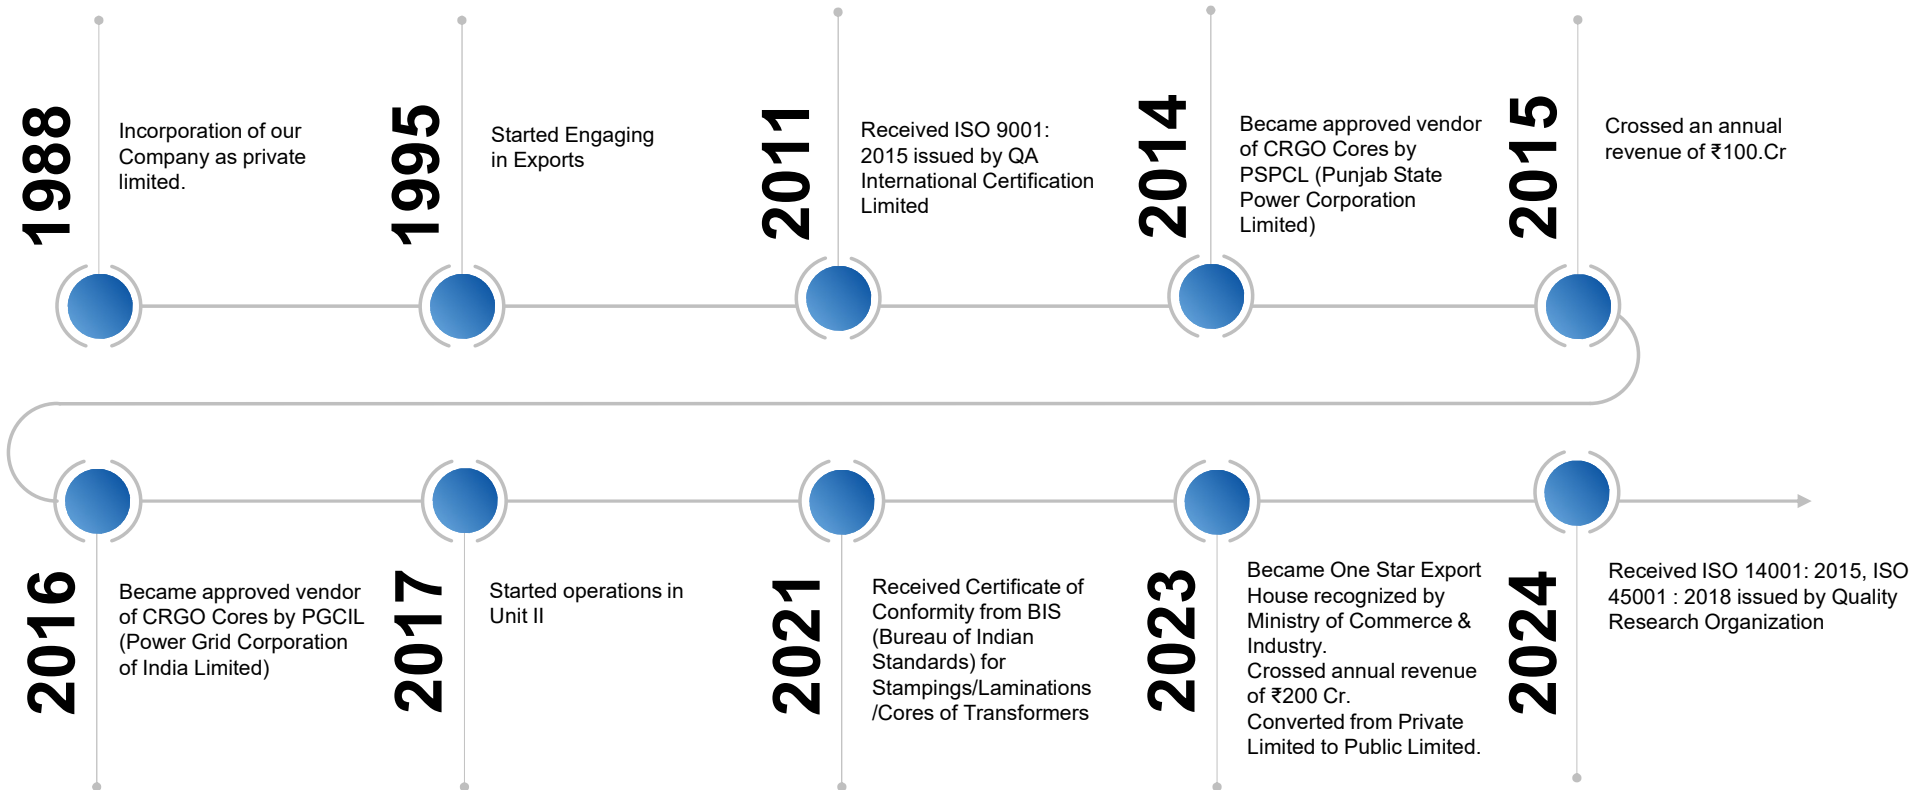 1988
Incorporation of our
Company as private
limited.
1995
Started Engaging
in Exports
2011
Received ISO 9001:
2015 issued by QA
International Certification
Limited
2014
Became approved vendor
of CRGO Cores by
PSPCL (Punjab State
Power Corporation
Limited)
2015
Crossed an annual
revenue of ₹100.Cr
2016
Became approved vendor
of CRGO Cores by PGCIL
(Power Grid Corporation
of India Limited)
2017
Started operations in
Unit II
2021
Received Certificate of
Conformity from BIS
(Bureau of Indian
Standards) for
Stampings/Laminations
/Cores of Transformers
2023
Became One Star Export
House recognized by
Ministry of Commerce &
Industry.
Crossed annual revenue
of ₹200 Cr.
Converted from Private
Limited to Public Limited.
2024
Received ISO 14001: 2015, ISO
45001 : 2018 issued by Quality
Research Organization